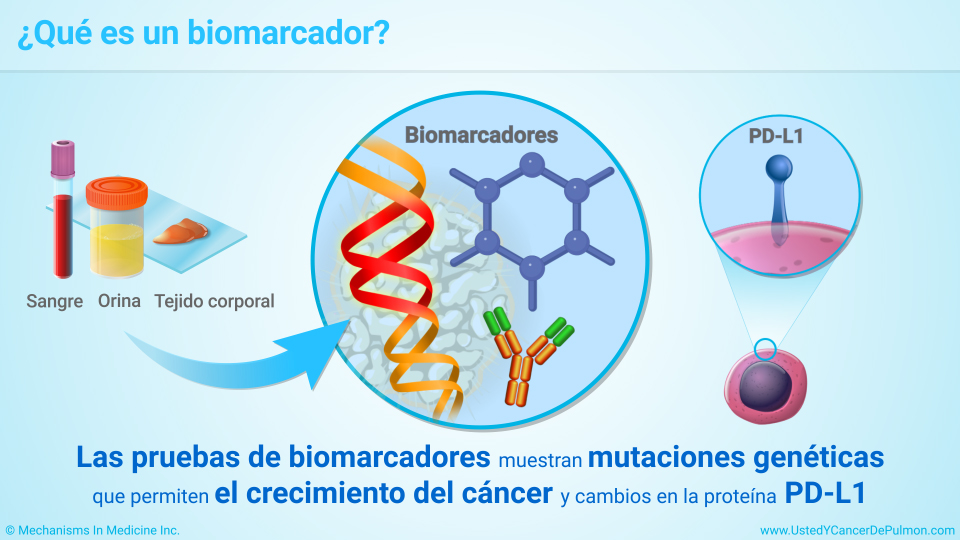 ¿Qué es un biomarcador?
Biomarcadores
PD-L1
Sangre Orina Tejido corporal
Las pruebas de biomarcadores muestran mutaciones genéticas
que permiten el crecimiento del cáncer y cambios en la proteína PD-L1
© Mechanisms In Medicine Inc.
www.UstedYCancerDePulmon.com